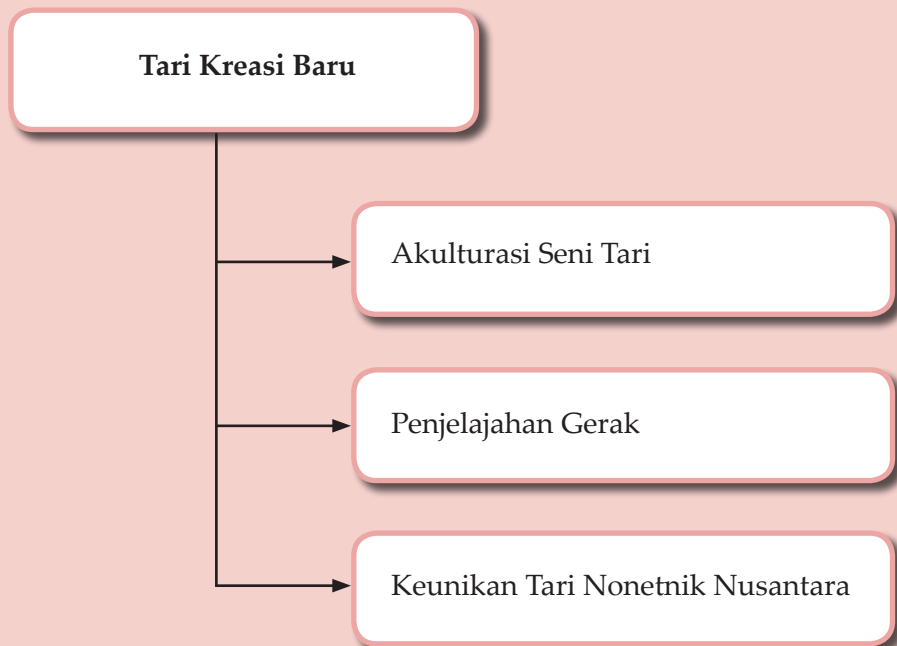 Tari Kreasi Baru
Akulturasi Seni Tari
Penjelajahan Gerak
Keunikan Tari Nonetnik Nusantara